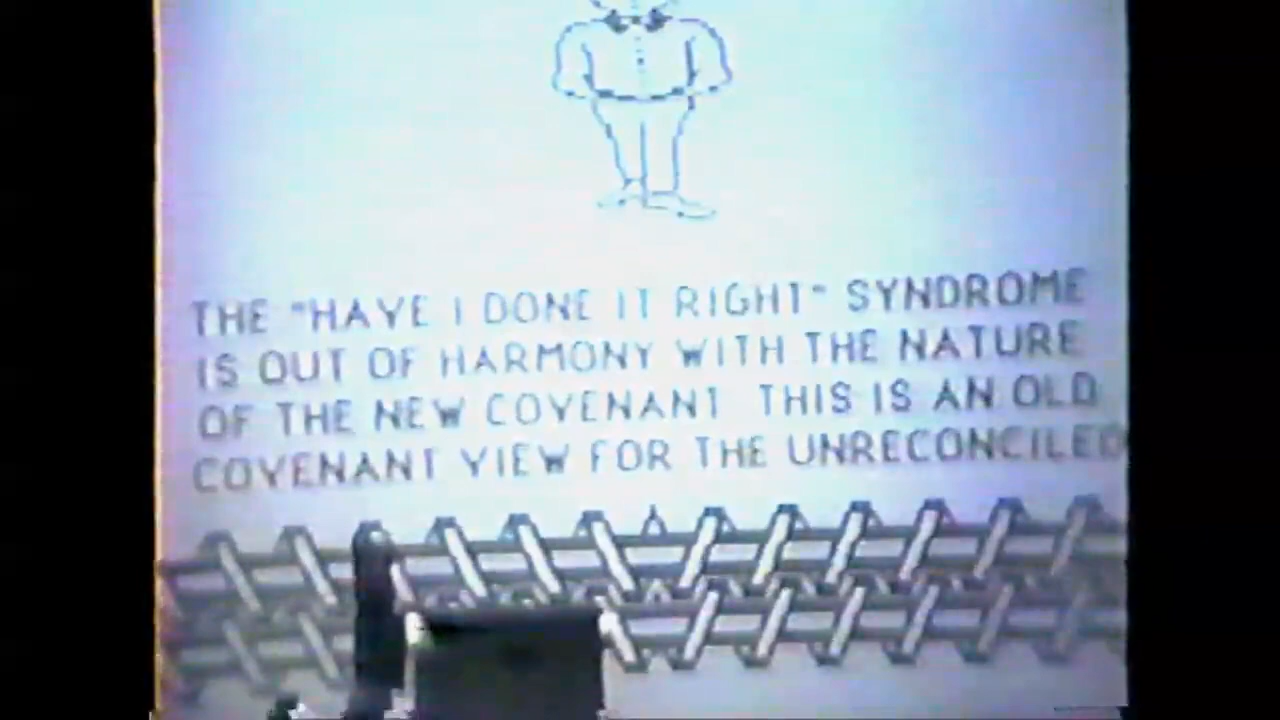 THE "HAVE I DONE IT RIGHT" SYNDROME
IS OUT OF HARMONY WITH THE NATURE
OF THE NEW COVENANT THIS IS AN OLD
COVENANT VIEW FOR THE UNRECONCILED